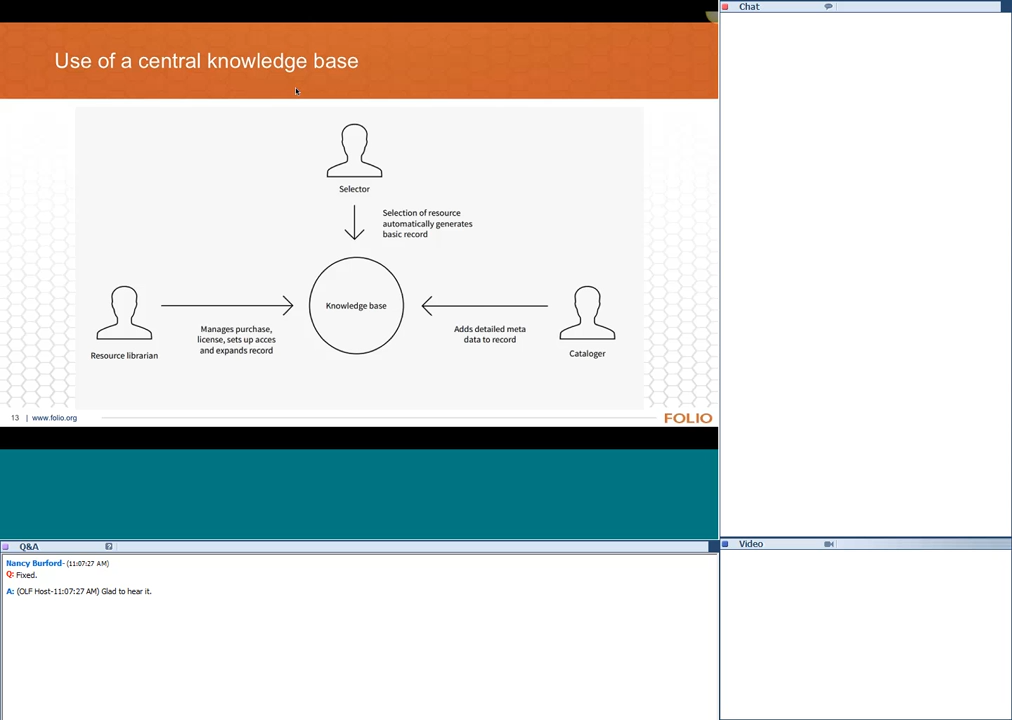 Chat
Use of a central knowledge base
Selector
Selection of resource
automatically generates
basic record
Knowledge base
Manages purchase,
license, sets up acces
and expands record
Adds detailed meta
data to record
Resource librarian
Cataloger
13 | www.folio.org
FOLIO
Q&A
Video
Nancy Burford- (11:07:27 AM)
Q: Fixed.
A: (OLF Host-11:07:27 AM) Glad to hear it.